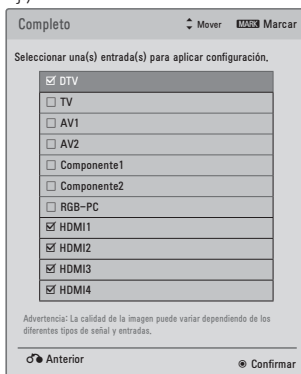 Completo
Mover
MARK Marcar
Seleccionar una(s) entrada(s) para aplicar configuración.
DTV
TV
AV1
AV2
Componente1
Componente2
RGB-PC
HDMI1
HDMI2
HDMI3
HDMI4
Advertencia: La calidad de la imagen puede variar dependiendo de los
diferentes tipos de señal y entradas.
Anterior
Confirmar